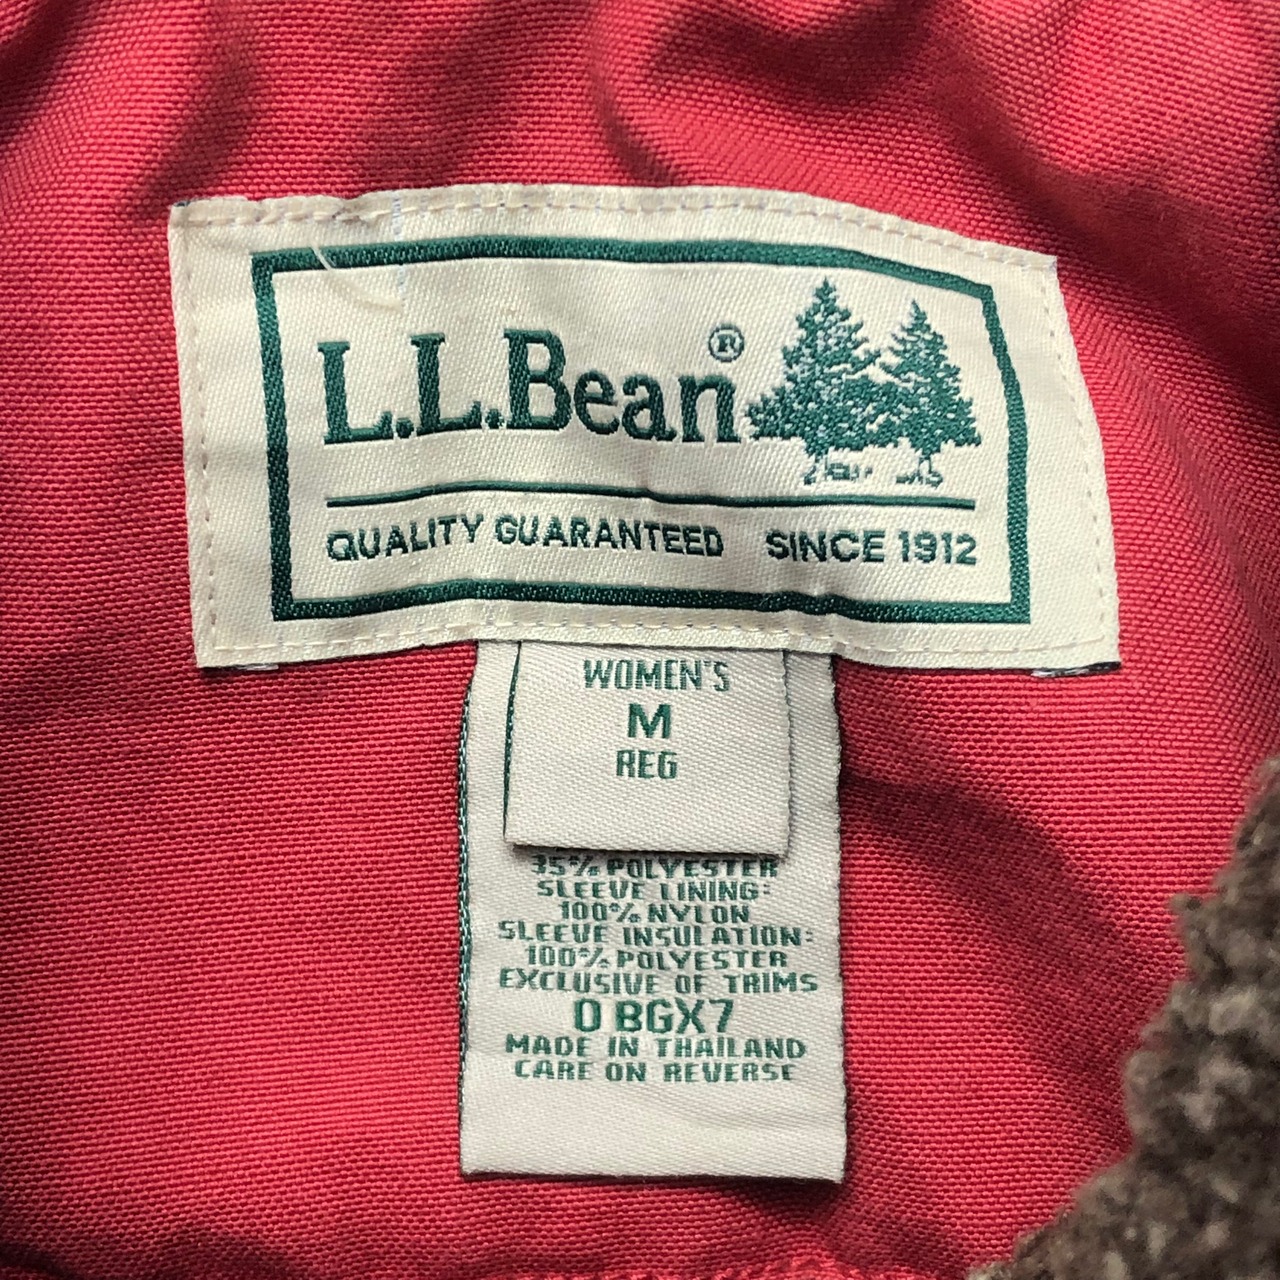 L.L.Bean®
QUALITY GUARANTEED SINCE 1912
WOMEN'S
M
REG
35% POLYESTER
SLEEVE LINING:
100% NYLON
SLEEVE INSULATION:
100% POLYESTER
EXCLUSIVE OF TRIMS
0 BGX7
MADE IN THAILAND
CARE ON REVERSE